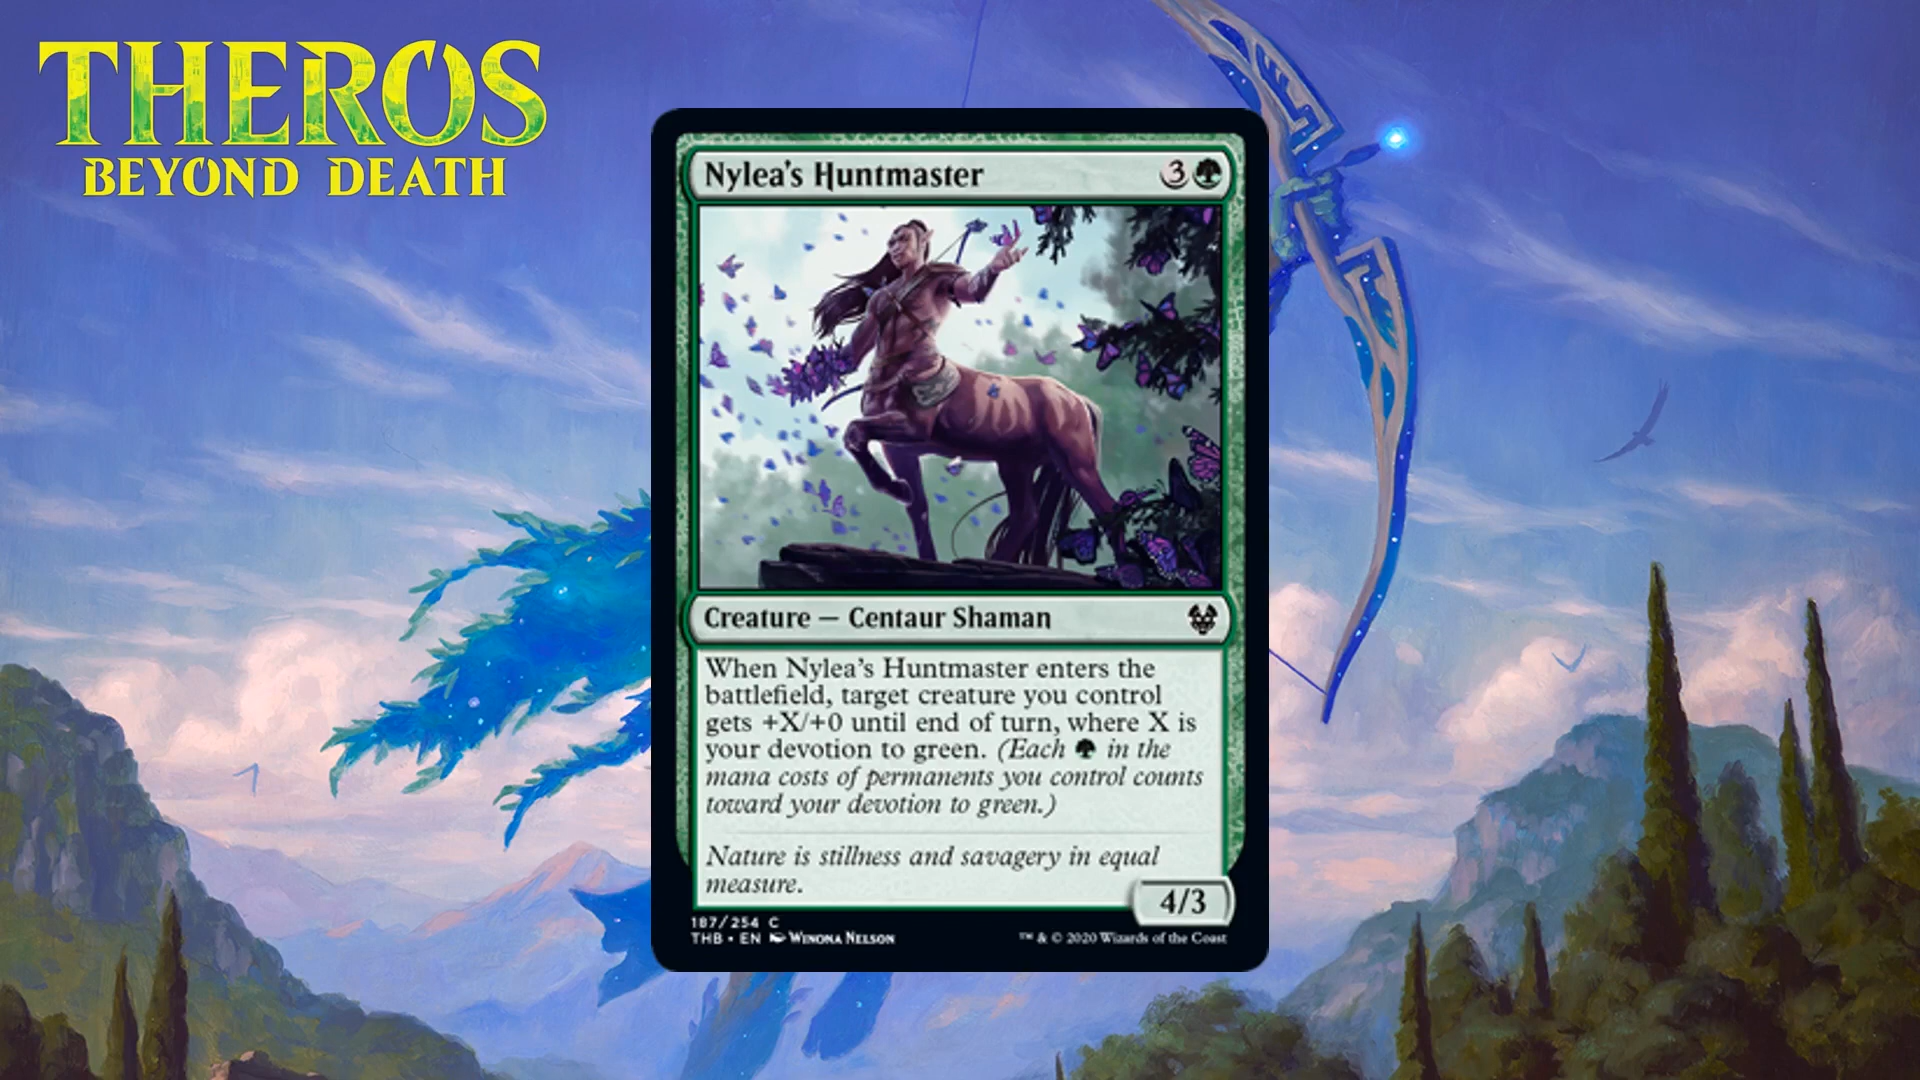 THEROS
BEYOND DEATH
Nylea's Huntmaster 3
Creature — Centaur Shaman
When Nylea's Huntmaster enters the
battlefield, target creature you control
gets +X/+0 until end of turn, where X is
your devotion to green. (Each in the
mana costs of permanents you control counts
toward your devotion to green.)
Nature is stillness and savagery in equal
measure.
4/3
187/254 C
THB • EN WINONA NELSON
™ & © 2020 Wizards of the Coast